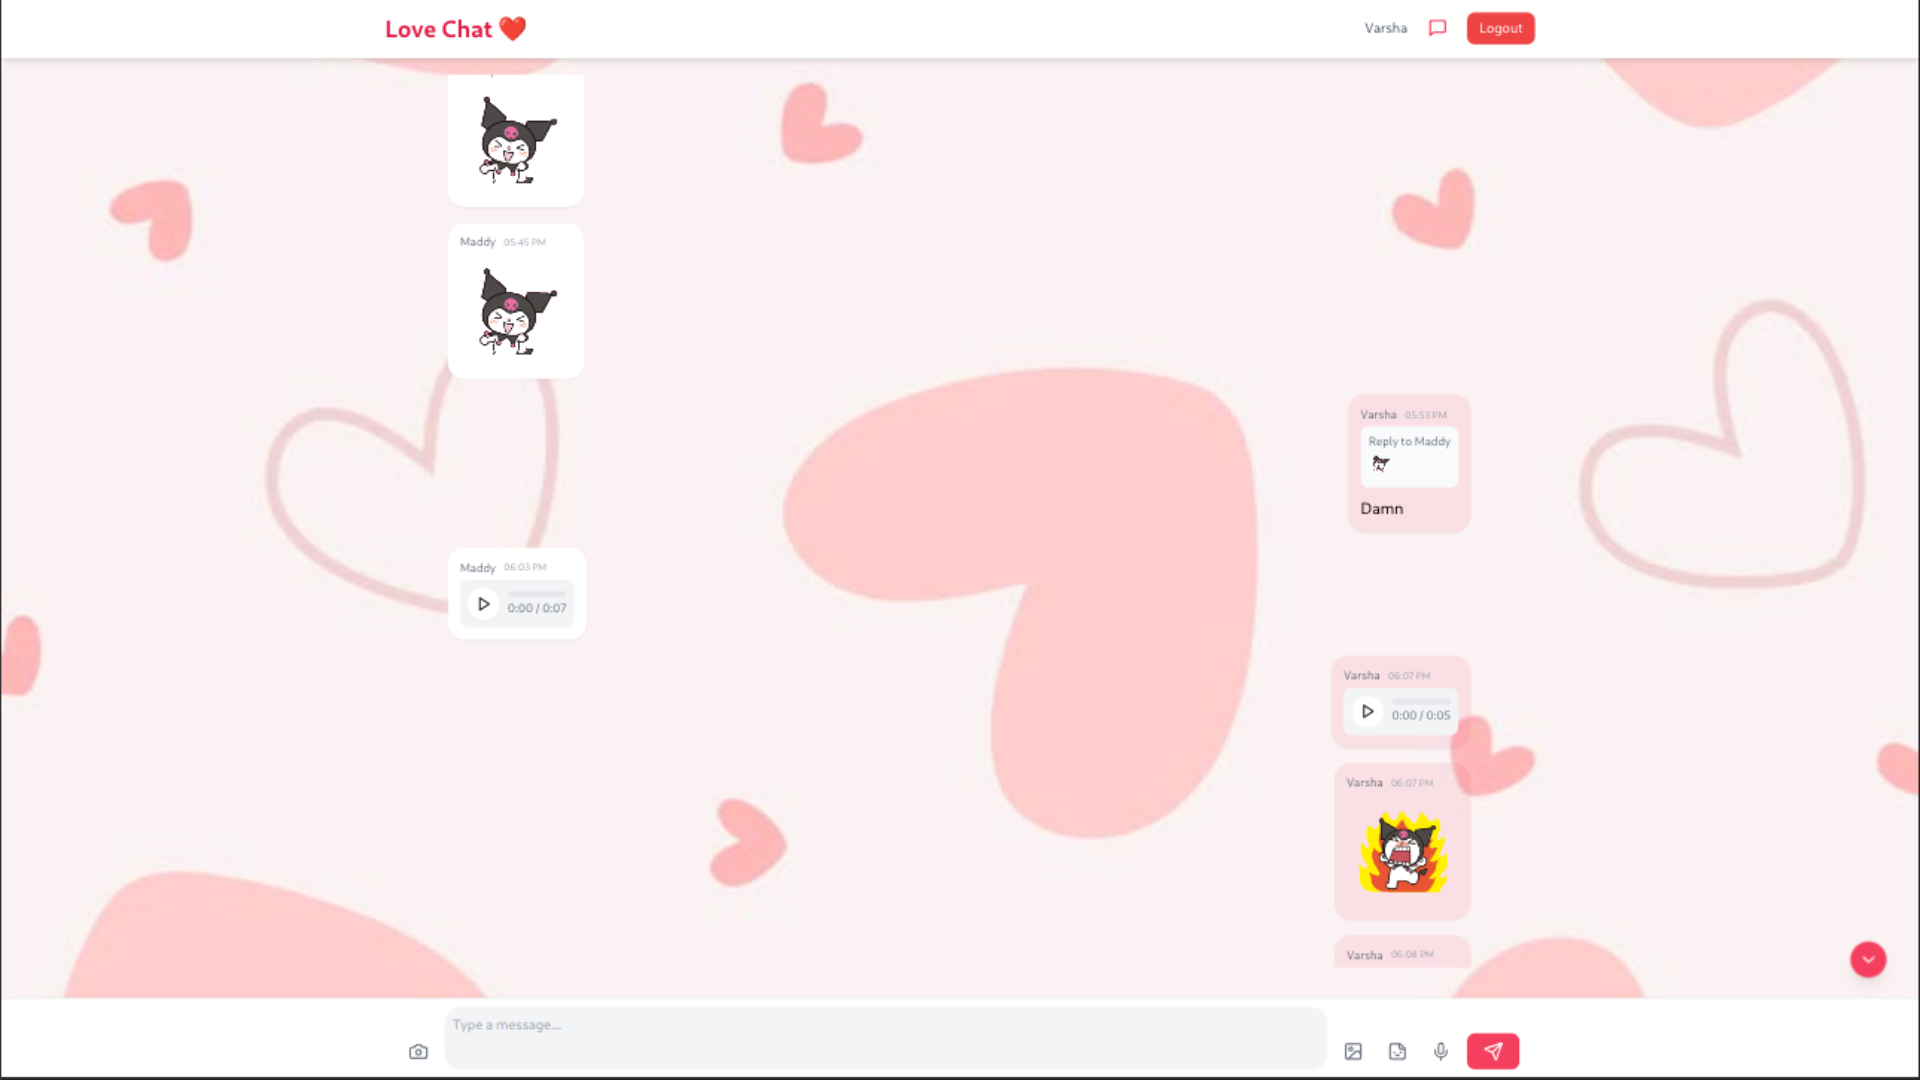 Love Chat ❤️
Varsha
Logout
Maddy 05:45 PM
Varsha 05:53 PM
Reply to Maddy
Damn
Maddy 06:03 PM
0:00 / 0:07
Varsha 06:07 PM
0:00 / 0:05
Varsha 06:07 PM
Varsha 06:08 PM
Type a message...